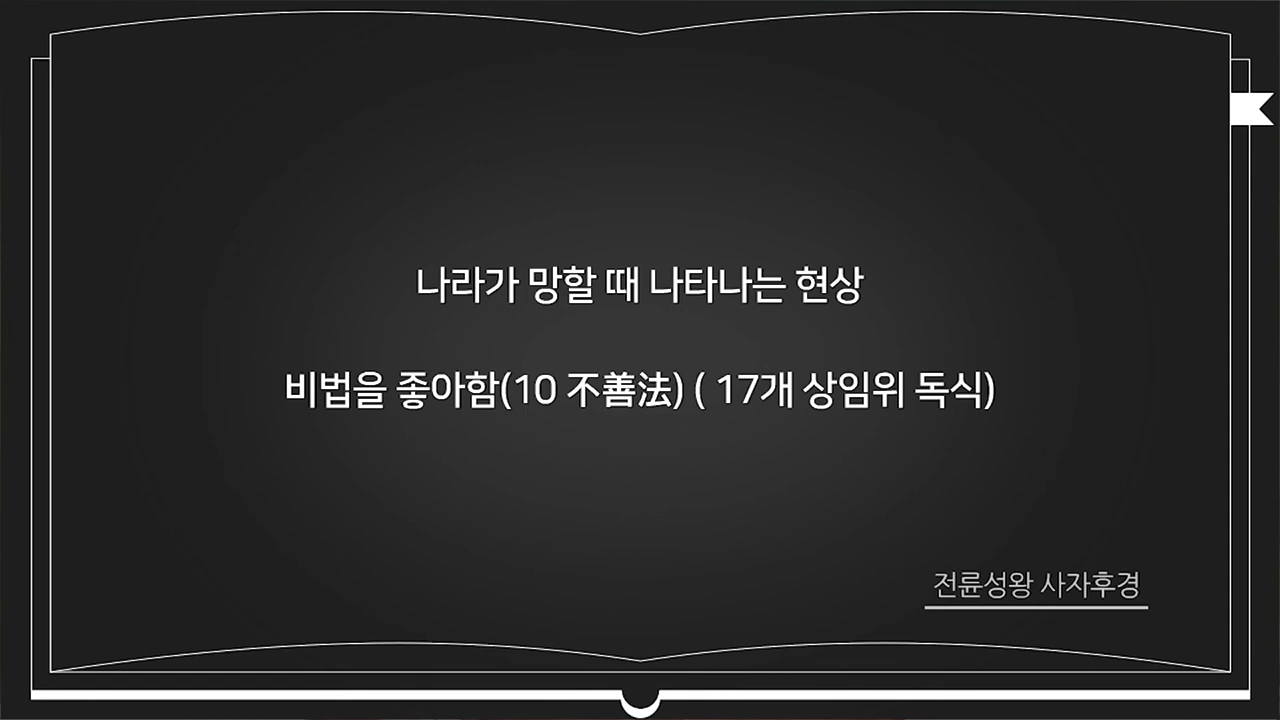 나라가 망할 때 나타나는 현상
비법을 좋아함(10 不善法) ( 17개 상임위 독식)
전륜성왕 사자후경